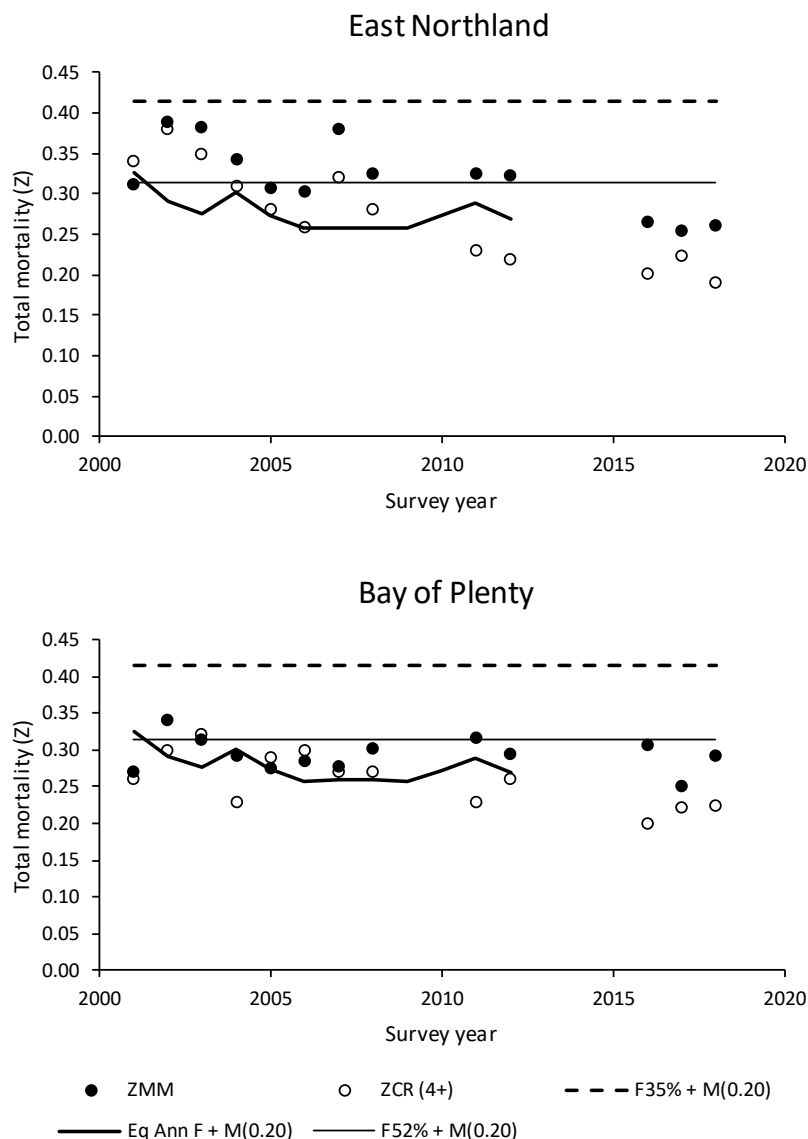 East Northland
Total mortality (Z)
0.45
0.40
0.35
0.30
0.25
0.20
0.15
0.10
0.05
0.00
2000 2005 2010 2015 2020
Survey year
Bay of Plenty
Total mortality (Z)
0.45
0.40
0.35
0.30
0.25
0.20
0.15
0.10
0.05
0.00
2000 2005 2010 2015 2020
Survey year
ZMM ZCR (4+) F35% + M(0.20)
Eq Ann F + M(0.20) F52% + M(0.20)